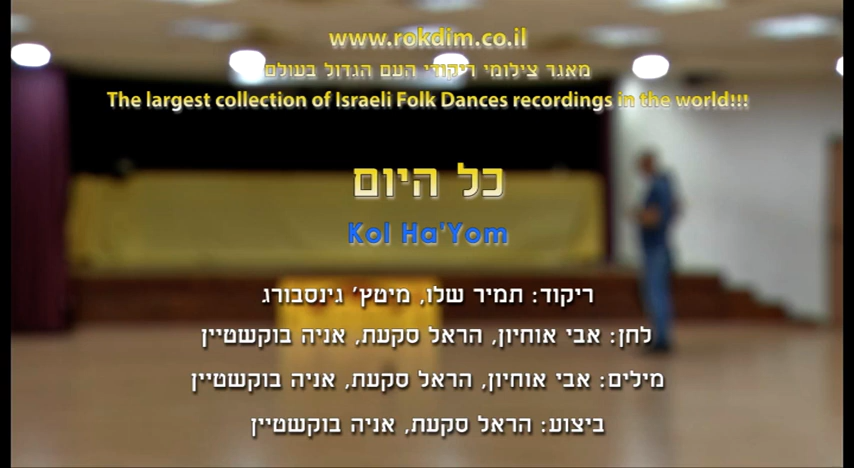 www.rokdim.co.il
מאגר צילומי ריקודי העם הגדול בעולם
The largest collection of Israeli Folk Dances recordings in the world!!!
כל היום
Kol Ha'Yom
ריקוד: תמיר שלו, מיטץ' גינסבורג
לחן: אבי אוחיון, הראל סקעת, אניה בוקשטיין
מילים: אבי אוחיון, הראל סקעת, אניה בוקשטיין
ביצוע: הראל סקעת, אניה בוקשטיין